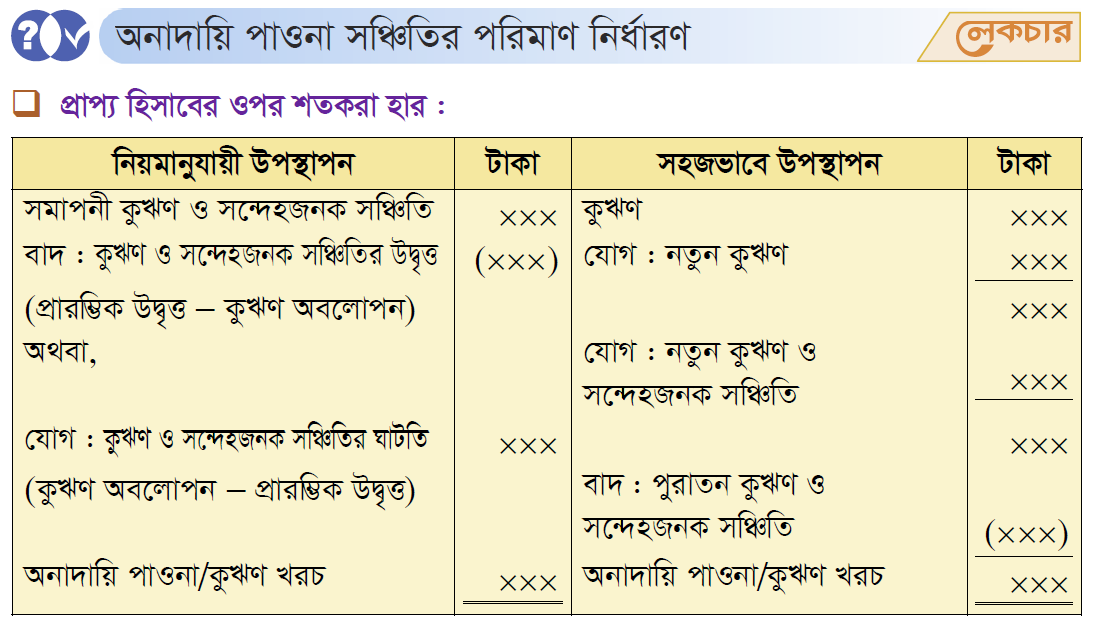 অনাদায়ি পাওনা সঞ্চিতির পরিমাণ নির্ধারণ
লেকচার
প্রাপ্য হিসাবের ওপর শতকরা হার :
নিয়মানুযায়ী উপস্থাপন টাকা সহজভাবে উপস্থাপন টাকা
সমাপনী কুঋণ ও সন্দেহজনক সঞ্চিতি ××× কুঋণ ×××
বাদ : কুঋণ ও সন্দেহজনক সঞ্চিতির উদ্বৃত্ত (×××) যোগ : নতুন কুঋণ ×××
(প্রারম্ভিক উদ্বৃত্ত – কুঋণ অবলোপন) ×××
অথবা, যোগ : নতুন কুঋণ ও
সন্দেহজনক সঞ্চিতি ×××
যোগ : কুঋণ ও সন্দেহজনক সঞ্চিতির ঘাটতি ××× ×××
(কুঋণ অবলোপন – প্রারম্ভিক উদ্বৃত্ত) বাদ : পুরাতন কুঋণ ও
সন্দেহজনক সঞ্চিতি (×××)
অনাদায়ি পাওনা/কুঋণ খরচ ××× অনাদায়ি পাওনা/কুঋণ খরচ ×××